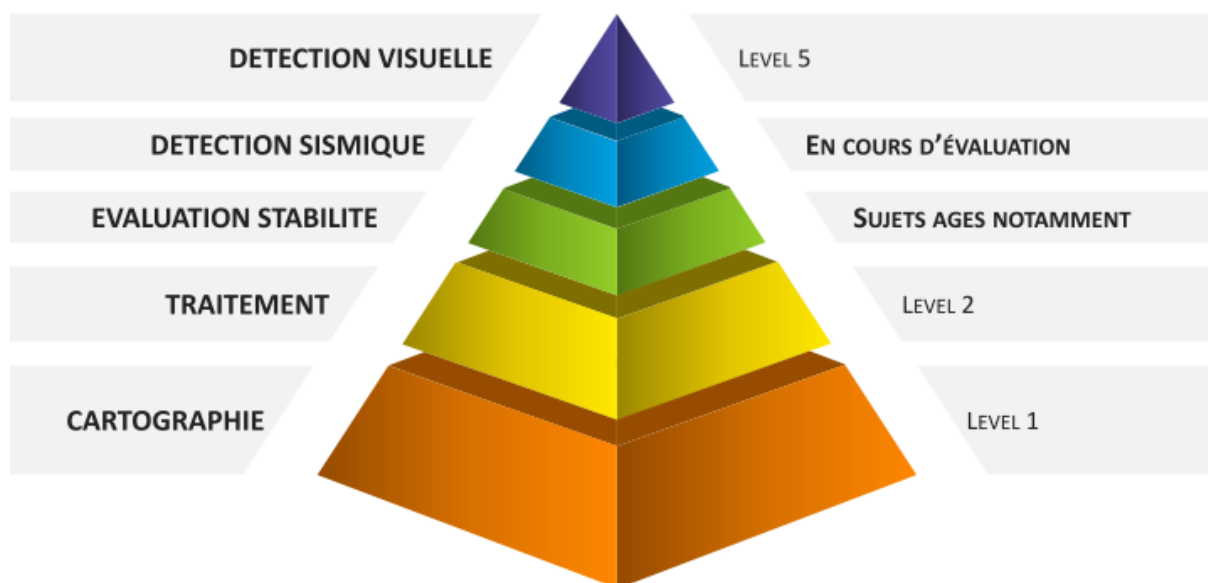 DETECTION VISUELLE
LEVEL 5
DETECTION SISMIQUE
EN COURS D'ÉVALUATION
EVALUATION STABILITE
SUJETS AGES NOTAMMENT
TRAITEMENT
LEVEL 2
CARTOGRAPHIE
LEVEL 1